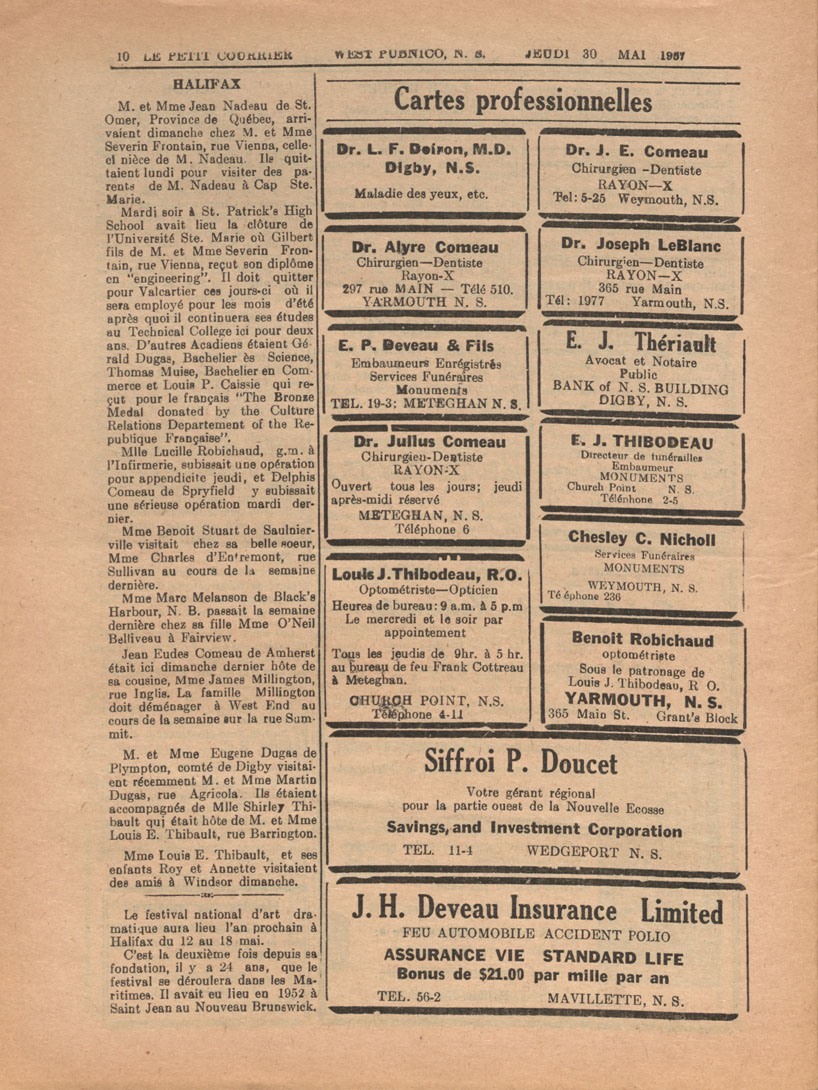 10 LE PETIT COURRIER WEST PUBNICO, N. S. JEUDI 30 MAI 1957
HALIFAX
M. et Mme Jean Nadeau de St.
Omer, Province de Québec, arri-
vaient dimanche chez M. et Mme
Severin Frontain, rue Vienna, celle-
ci nièce de M. Nadeau. Ils quit-
taient lundi pour visiter des pa-
rents de M. Nadeau à Cap Ste.
Marie.
Mardi soir à St. Patrick's High
School avait lieu la clôture de
l'Université Ste. Marie où Gilbert
fils de M. et Mme Severin Fron-
tain, rue Vienna, reçut son diplôme
en "engineering". Il doit quitter
pour Valcartier ces jours-ci où il
sera employé pour les mois d'été
après quoi il continuera ses études
au Technical College ici pour deux
ans. D'autres Acadiens étaient Gé-
rald Dugas, Bachelier ès Science,
Thomas Muise, Bachelier en Com-
merce et Louis P. Caissie qui re-
çut pour le français "The Bronze
Medal donated by the Culture
Relations Departement of the Re-
publique Française".
Mlle Lucille Robichaud, g.m. à
l'Infirmerie, subissait une opération
pour appendicite jeudi, et Delphis
Comeau de Spryfield y subissait
une sérieuse opération mardi der-
nier.
Mme Benoit Stuart de Saulnier-
ville visitait chez sa belle soeur,
Mme Charles d'Entremont, rue
Sullivan au cours de la semaine
dernière.
Mme Marc Melanson de Black's
Harbour, N. B. passait la semaine
dernière chez sa fille Mme O'Neil
Belliveau à Fairview.
Jean Eudes Comeau de Amherst
était ici dimanche dernier hôte de
sa cousine, Mme James Millington,
rue Inglis. La famille Millington
doit déménager à West End au
cours de la semaine sur la rue Sum-
mit.
M. et Mme Eugene Dugas de
Plympton, comté de Digby visitai-
ent récemment M. et Mme Martin
Dugas, rue Agricola. Ils étaient
accompagnés de Mlle Shirley Thi-
bault qui était hôte de M. et Mme
Louis E. Thibault, rue Barrington.
Mme Louis E. Thibault, et ses
enfants Roy et Annette visitaient
des amis à Windsor dimanche.
Le festival national d'art dra-
matique aura lieu l'an prochain à
Halifax du 12 au 18 mai.
C'est la deuxième fois depuis sa
fondation, il y a 24 ans, que le
festival se déroulera dans les Ma-
ritimes. Il avait eu lieu en 1952 à
Saint Jean au Nouveau Brunswick.
Cartes professionnelles
Dr. L. F. Doiron, M.D.
Digby, N.S.
Maladie des yeux, etc.
Dr. Alyre Comeau
Chirurgien—Dentiste
Rayon-X
297 rue MAIN — Télé 510.
YARMOUTH N. S.
E. P. Deveau & Fils
Embaumeurs Enrégistrés
Services Funéraires
Monuments
TEL. 19-3: METEGHAN N. S.
Dr. Julius Comeau
Chirurgien-Dentiste
RAYON-X
Ouvert tous les jours; jeudi
après-midi réservé
METEGHAN, N. S.
Téléphone 6
Louis J. Thibodeau, R.O.
Optométriste—Opticien
Heures de bureau: 9 a.m. à 5 p.m
Le mercredi et le soir par
appointement
Tous les jeudis de 9hr. à 5 hr.
au bureau de feu Frank Cottreau
à Meteghan.
CHURCH POINT, N.S.
Téléphone 4-11
Dr. J. E. Comeau
Chirurgien -Dentiste
RAYON—X
Tel: 5-25 Weymouth, N.S.
Dr. Joseph LeBlanc
Chirurgien—Dentiste
RAYON—X
365 rue Main
Tél: 1977 Yarmouth, N.S.
E. J. Thériault
Avocat et Notaire
Public
BANK of N. S. BUILDING
DIGBY, N. S.
E. J. THIBODEAU
Directeur de funérailles
Embaumeur
MONUMENTS
Church Point N. S.
Téléphone 2-5
Chesley C. Nicholl
Services Funéraires
MONUMENTS
WEYMOUTH, N. S.
Té éphone 236
Benoit Robichaud
optométriste
Sous le patronage de
Louis J. Thibodeau, R O.
YARMOUTH, N. S.
365 Main St. Grant's Block
Siffroi P. Doucet
Votre gérant régional
pour la partie ouest de la Nouvelle Ecosse
Savings, and Investment Corporation
TEL. 11-4 WEDGEPORT N. S.
J. H. Deveau Insurance Limited
FEU AUTOMOBILE ACCIDENT POLIO
ASSURANCE VIE STANDARD LIFE
Bonus de $21.00 par mille par an
TEL. 56-2 MAVILLETTE, N. S.